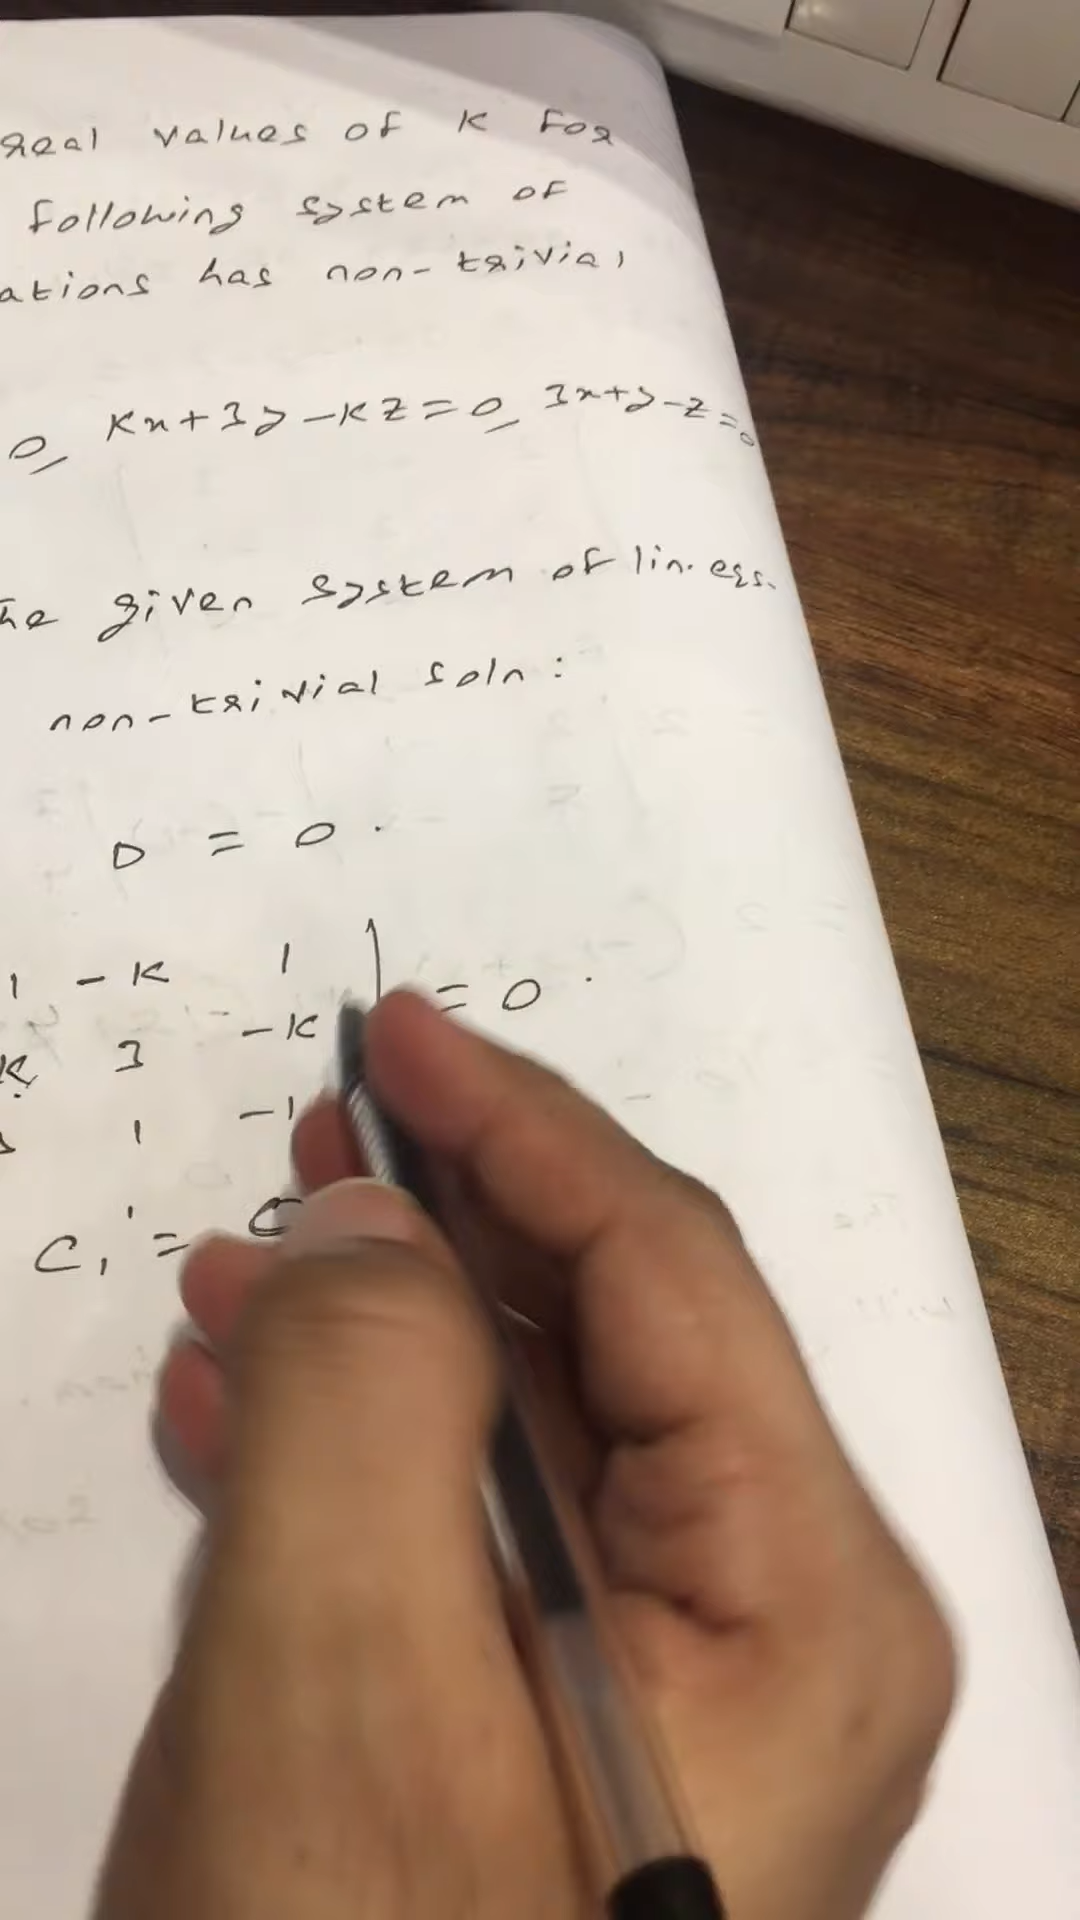 real values of K for
following system of
ations has non-trivial
0, Kx+3y-KZ=0, 3x+y-z=0
he given system of lin. eqs.
non-trivial soln:
D = 0.
1 -K 1
K 3 -K = 0.
1 -1
C₁' = C